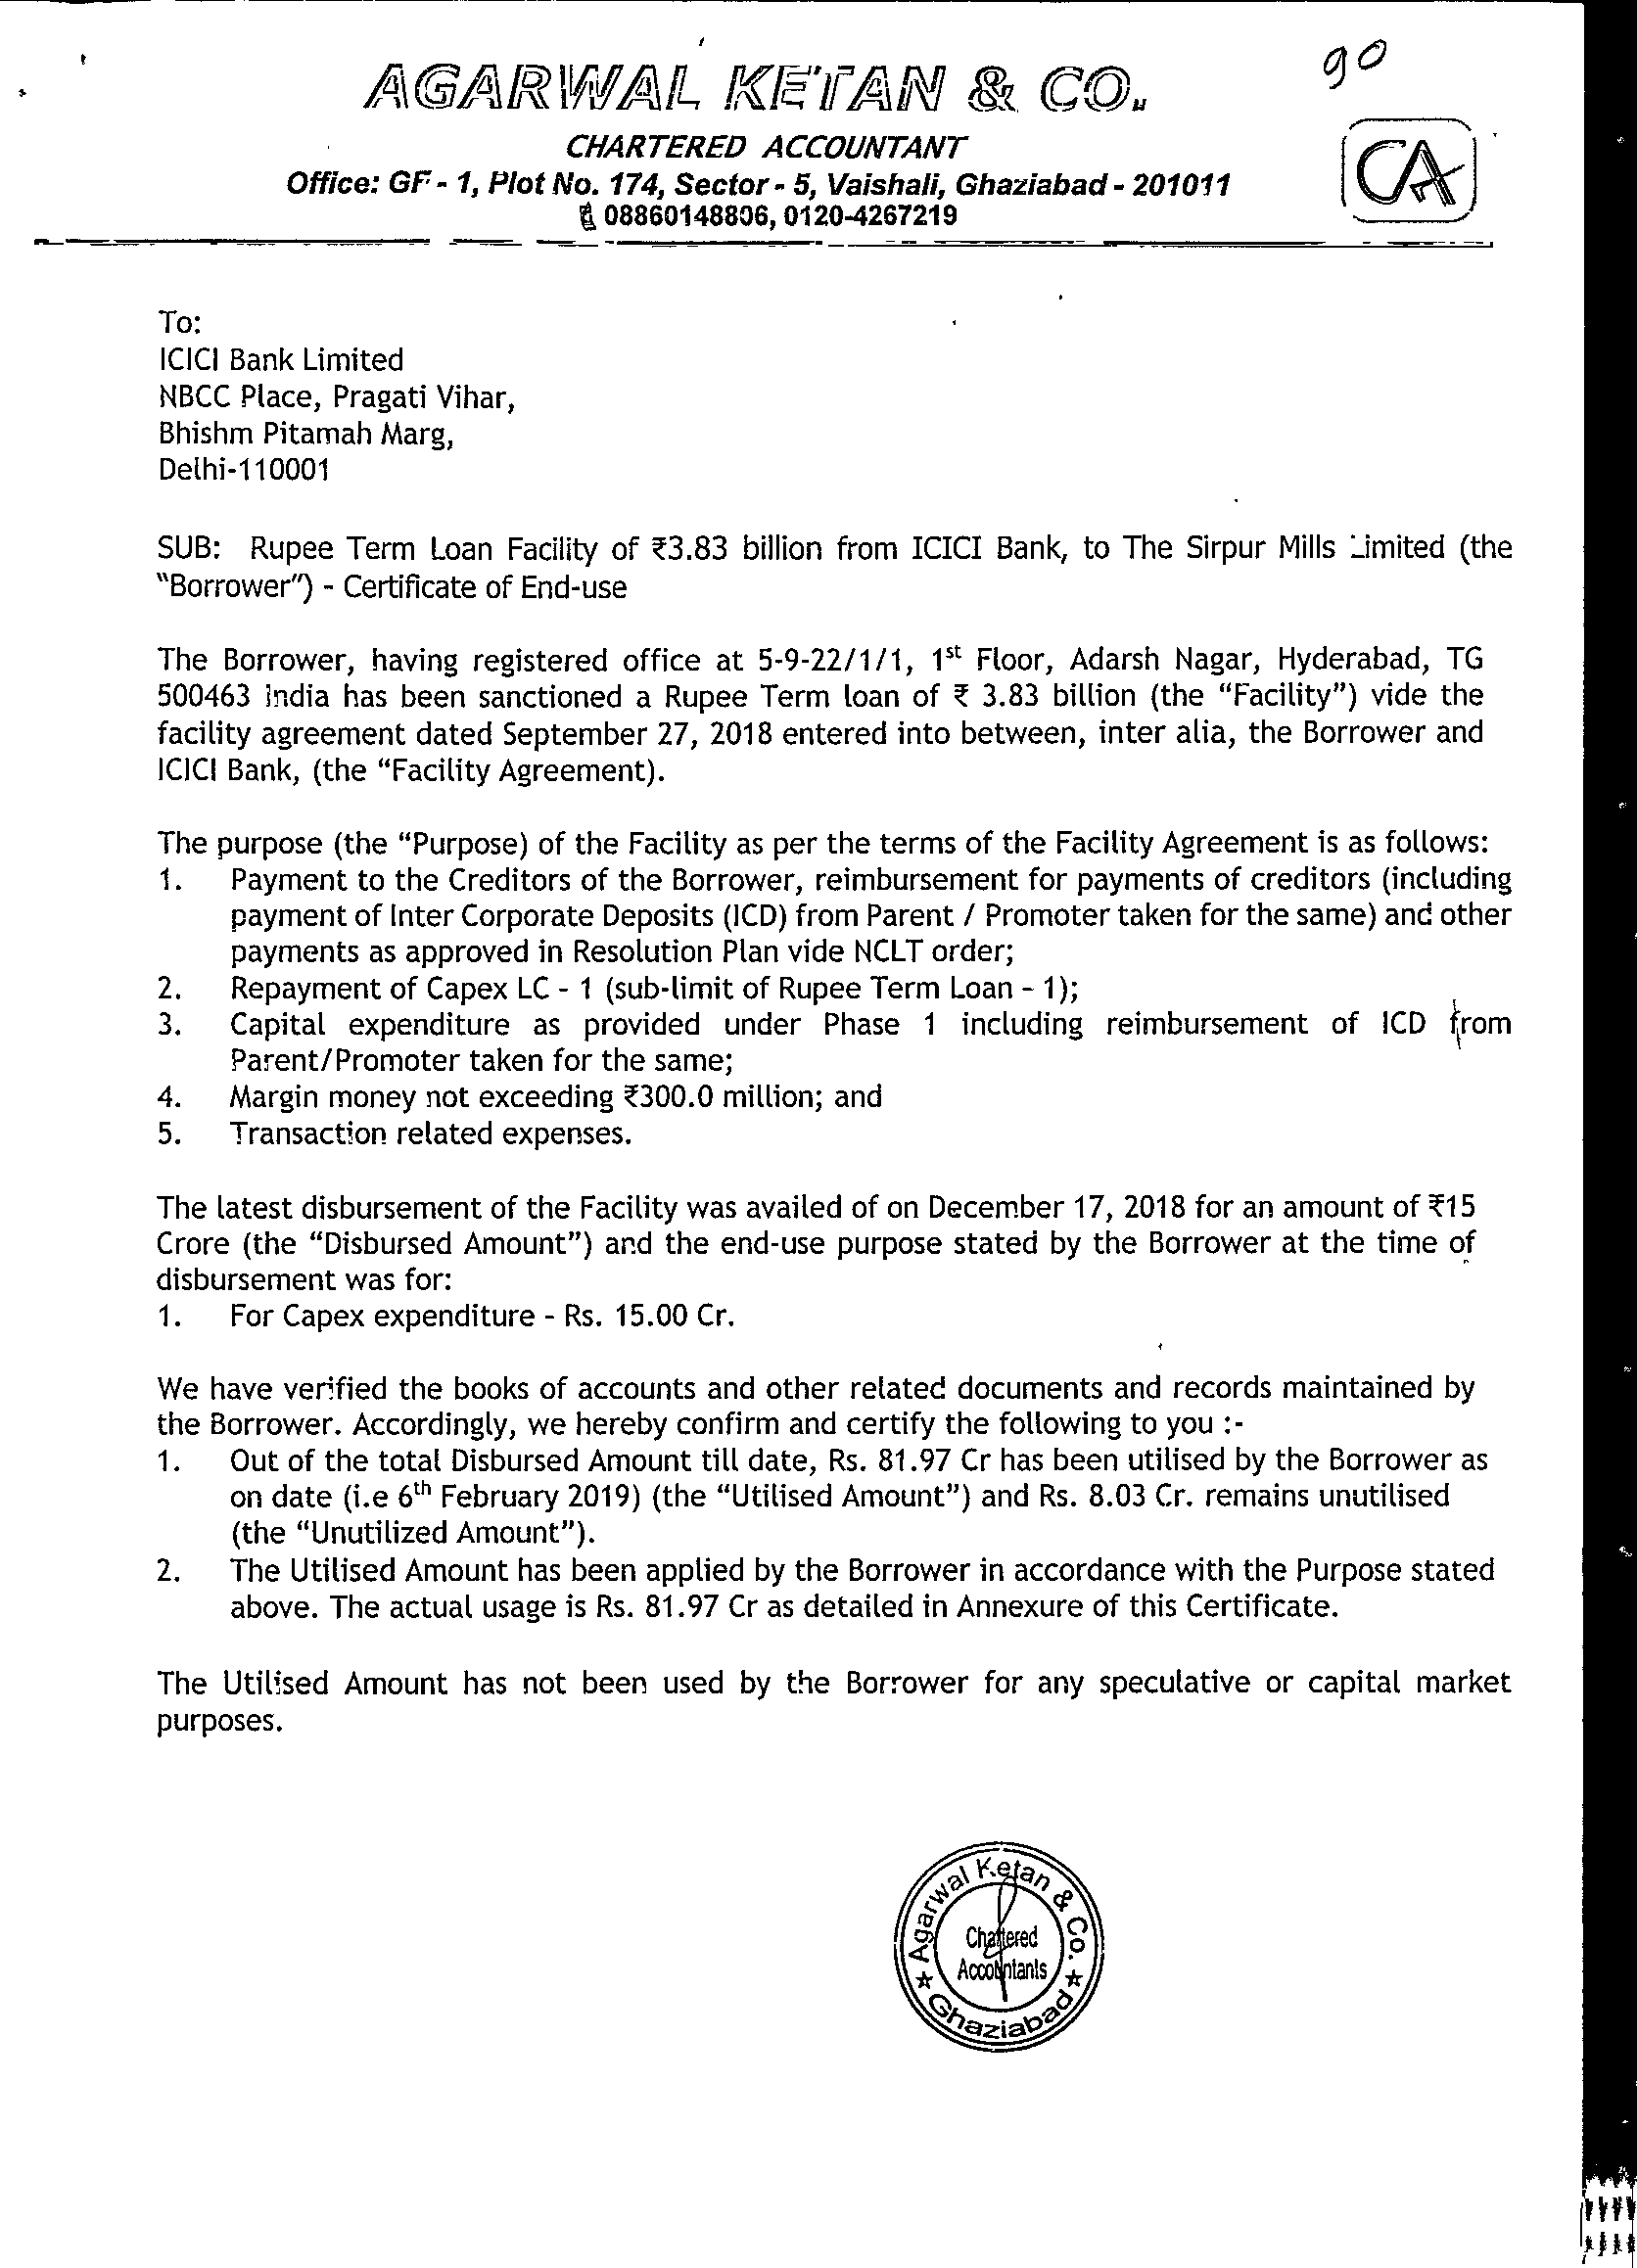 90
AGARWAL KETAN & CO.
CHARTERED ACCOUNTANT
CA
Office: GF - 1, Plot No. 174, Sector - 5, Vaishali, Ghaziabad - 201011
08860148806, 0120-4267219
To:
ICICI Bank Limited
NBCC Place, Pragati Vihar,
Bhishm Pitamah Marg,
Delhi-110001
SUB: Rupee Term Loan Facility of ₹3.83 billion from ICICI Bank, to The Sirpur Mills Limited (the
"Borrower") - Certificate of End-use
The Borrower, having registered office at 5-9-22/1/1, 1st Floor, Adarsh Nagar, Hyderabad, TG
500463 India has been sanctioned a Rupee Term loan of ₹ 3.83 billion (the “Facility”) vide the
facility agreement dated September 27, 2018 entered into between, inter alia, the Borrower and
ICICI Bank, (the “Facility Agreement).
The purpose (the “Purpose) of the Facility as per the terms of the Facility Agreement is as follows:
1. Payment to the Creditors of the Borrower, reimbursement for payments of creditors (including
payment of Inter Corporate Deposits (ICD) from Parent / Promoter taken for the same) and other
payments as approved in Resolution Plan vide NCLT order;
2. Repayment of Capex LC - 1 (sub-limit of Rupee Term Loan - 1);
3. Capital expenditure as provided under Phase 1 including reimbursement of ICD from
Parent/Promoter taken for the same;
4. Margin money not exceeding ₹300.0 million; and
5. Transaction related expenses.
The latest disbursement of the Facility was availed of on December 17, 2018 for an amount of ₹15
Crore (the “Disbursed Amount”) and the end-use purpose stated by the Borrower at the time of
disbursement was for:
1. For Capex expenditure - Rs. 15.00 Cr.
We have verified the books of accounts and other related documents and records maintained by
the Borrower. Accordingly, we hereby confirm and certify the following to you :-
1. Out of the total Disbursed Amount till date, Rs. 81.97 Cr has been utilised by the Borrower as
on date (i.e 6th February 2019) (the “Utilised Amount”) and Rs. 8.03 Cr. remains unutilised
(the “Unutilized Amount”).
2. The Utilised Amount has been applied by the Borrower in accordance with the Purpose stated
above. The actual usage is Rs. 81.97 Cr as detailed in Annexure of this Certificate.
The Utilised Amount has not been used by the Borrower for any speculative or capital market
purposes.
Agarwal Ketan & Co.
Chartered
Accountants
★ Ghaziabad ★